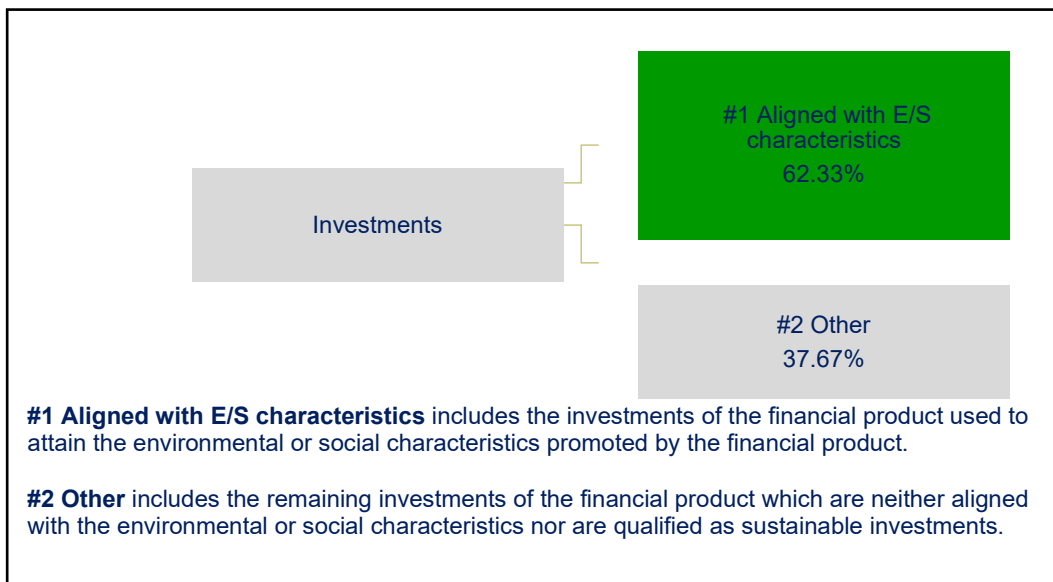 #1 Aligned with E/S
characteristics
62.33%
Investments
#2 Other
37.67%
#1 Aligned with E/S characteristics includes the investments of the financial product used to
attain the environmental or social characteristics promoted by the financial product.
#2 Other includes the remaining investments of the financial product which are neither aligned
with the environmental or social characteristics nor are qualified as sustainable investments.